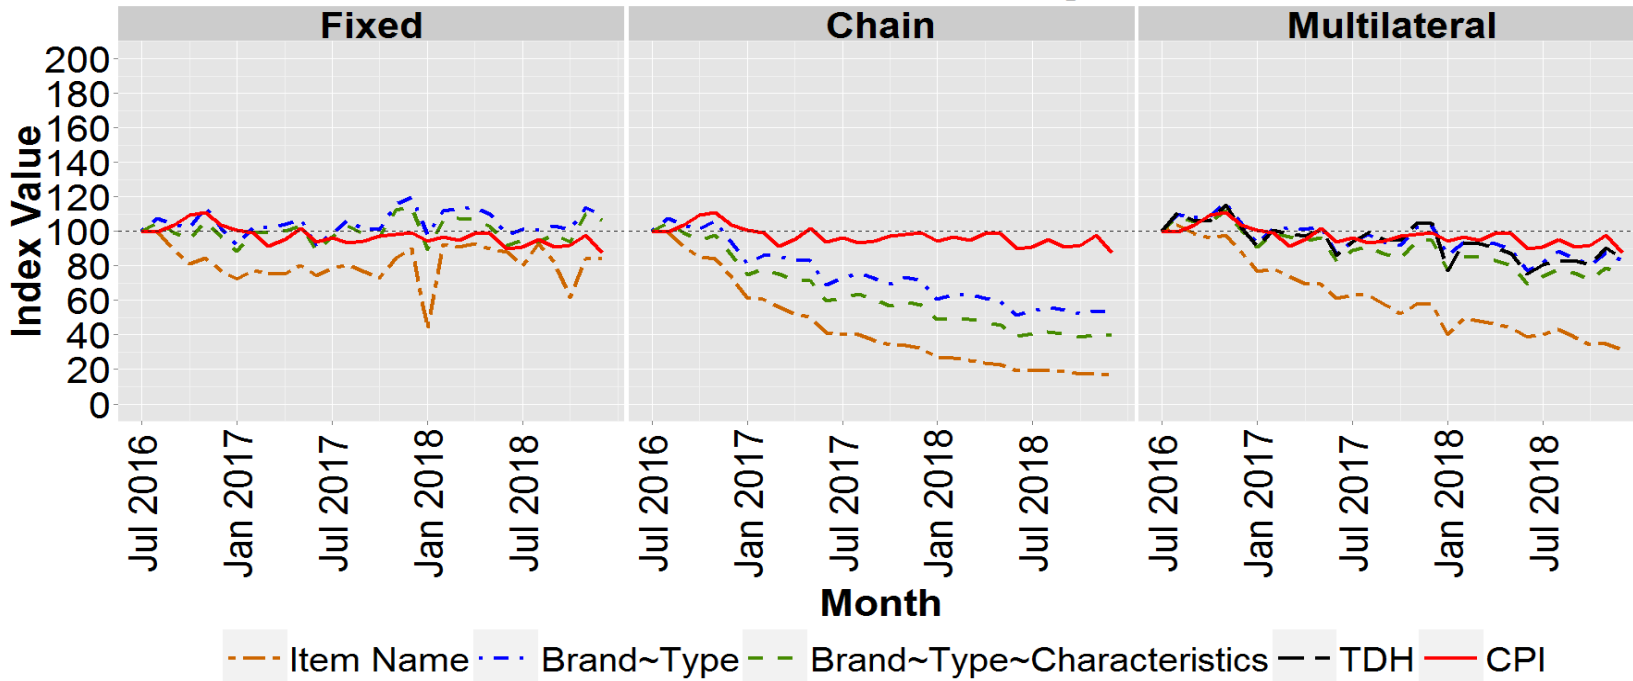 Fixed Chain Multilateral
Index Value
200
180
160
140
120
100
80
60
40
20
0
Jul 2016 Jan 2017 Jul 2017 Jan 2018 Jul 2018 Jul 2016 Jan 2017 Jul 2017 Jan 2018 Jul 2018 Jul 2016 Jan 2017 Jul 2017 Jan 2018 Jul 2018
Month
Item Name Brand~Type Brand~Type~Characteristics TDH CPI